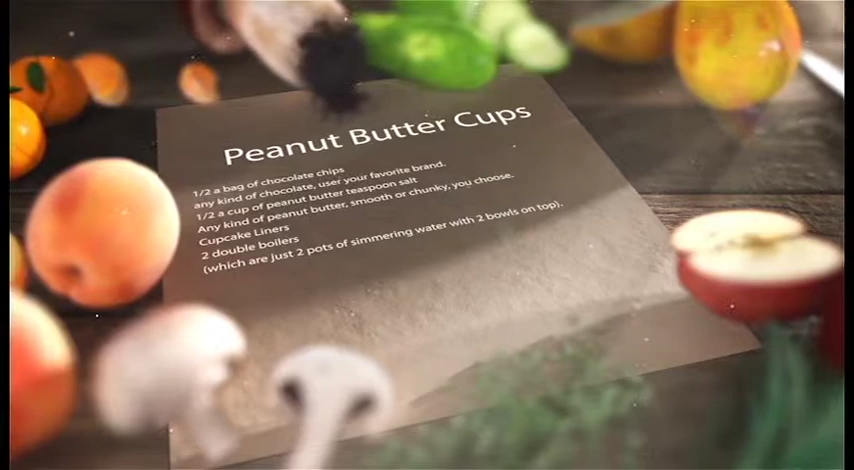 Peanut Butter Cups
1/2 a bag of chocolate chips
any kind of chocolate, user your favorite brand.
1/2 a cup of peanut butter teaspoon salt
Any kind of peanut butter, smooth or chunky, you choose.
Cupcake Liners
2 double boilers
(which are just 2 pots of simmering water with 2 bowls on top).